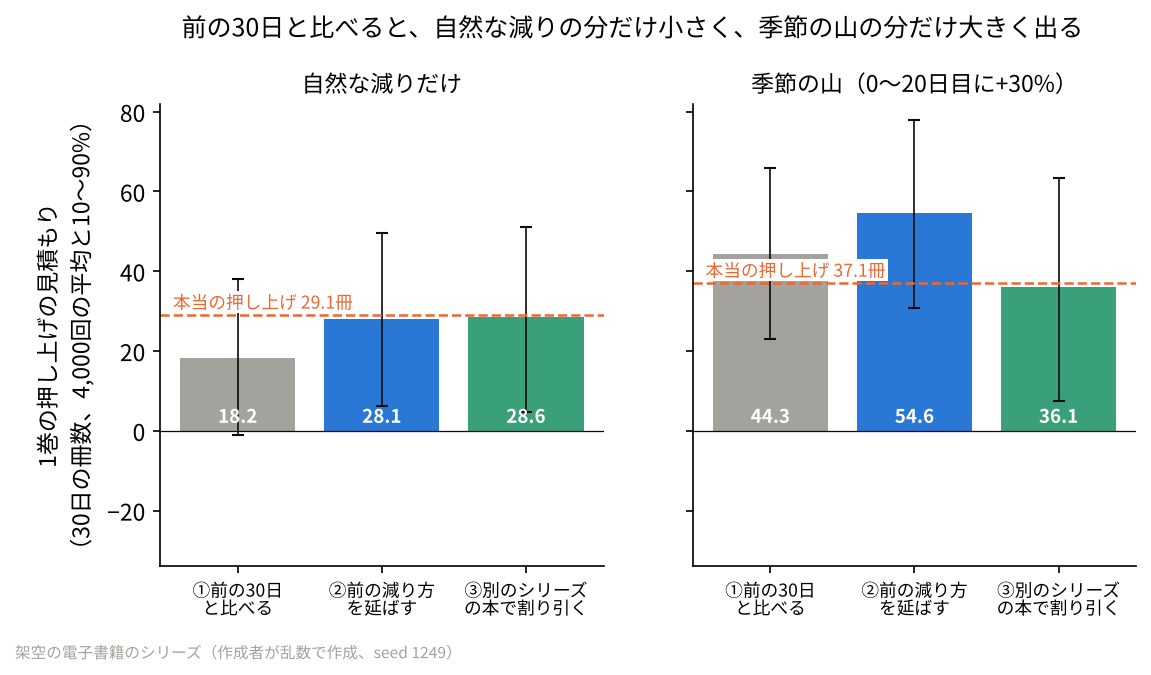 前の30日と比べると、自然な減りの分だけ小さく、季節の山の分だけ大きく出る
自然な減りだけ
季節の山（0〜20日目に+30%）
1巻の押し上げの見積もり
（30日の冊数、4,000回の平均と10〜90%）
80
60
40
20
0
−20
本当の押し上げ 29.1冊
18.2
28.1
28.6
本当の押し上げ 37.1冊
44.3
54.6
36.1
①前の30日
と比べる
②前の減り方
を延ばす
③別のシリーズ
の本で割り引く
①前の30日
と比べる
②前の減り方
を延ばす
③別のシリーズ
の本で割り引く
架空の電子書籍のシリーズ（作成者が乱数で作成、seed 1249）